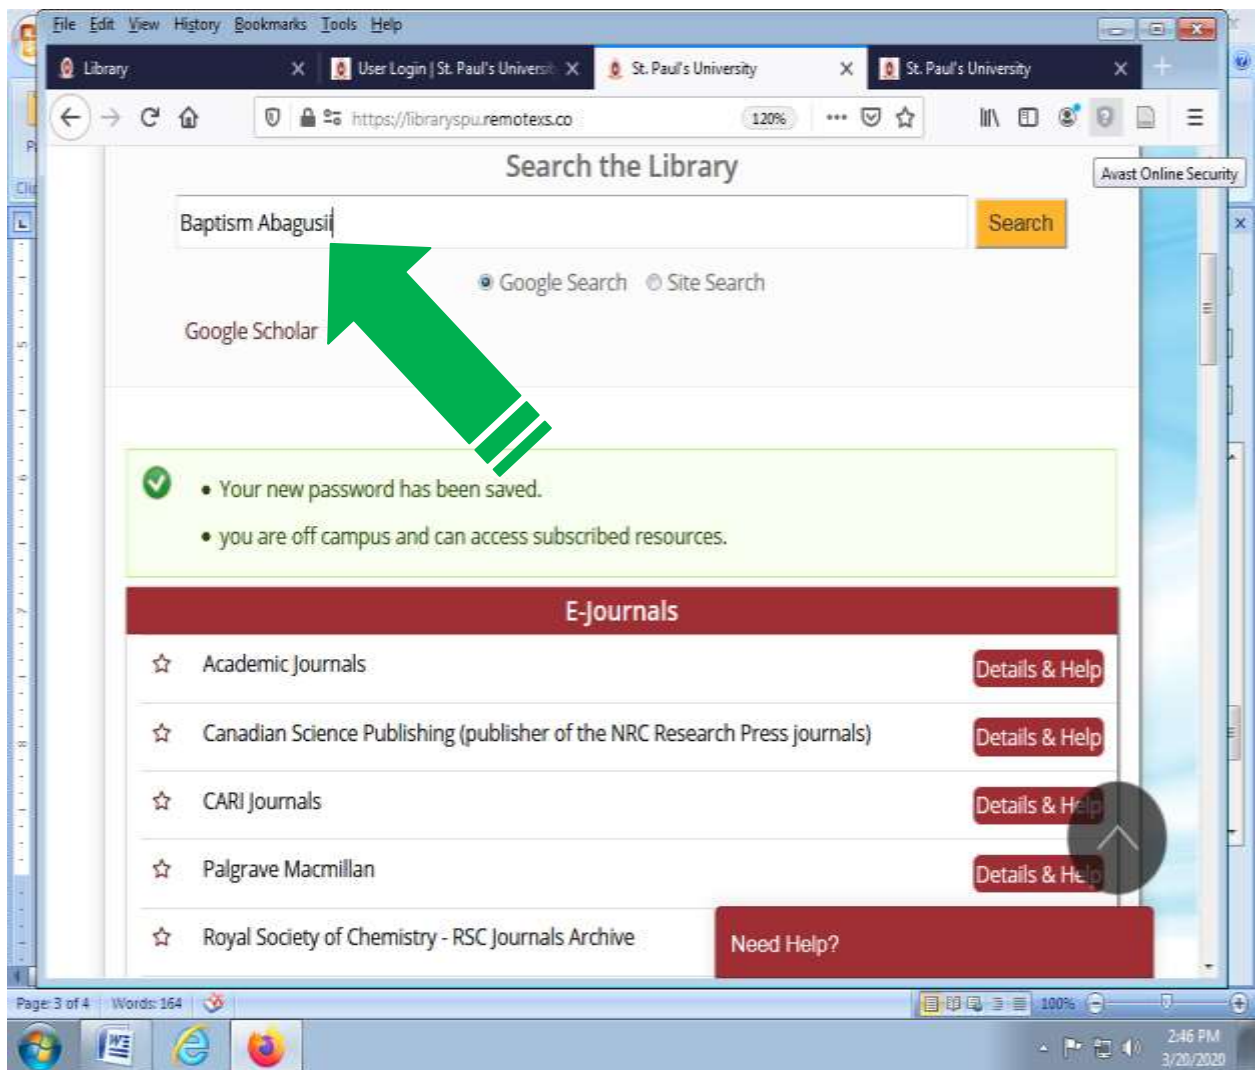 File Edit View History Bookmarks Tools Help
Library
User Login | St. Paul's Universit
St. Paul's University
St. Paul's University
https://libraryspu.remotexs.co
120%
Avast Online Security
Search the Library
Baptism Abagusii
Search
Google Search Site Search
Google Scholar
Your new password has been saved.
you are off campus and can access subscribed resources.
E-Journals
Academic Journals Details & Help
Canadian Science Publishing (publisher of the NRC Research Press journals) Details & Help
CARI Journals Details & Help
Palgrave Macmillan Details & Help
Royal Society of Chemistry - RSC Journals Archive
Need Help?
Page: 3 of 4 Words: 164 100%
2:46 PM
3/20/2020